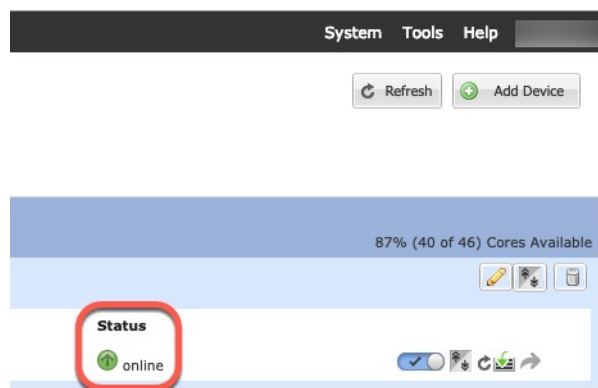 System Tools Help
Refresh Add Device
87% (40 of 46) Cores Available
Status
online